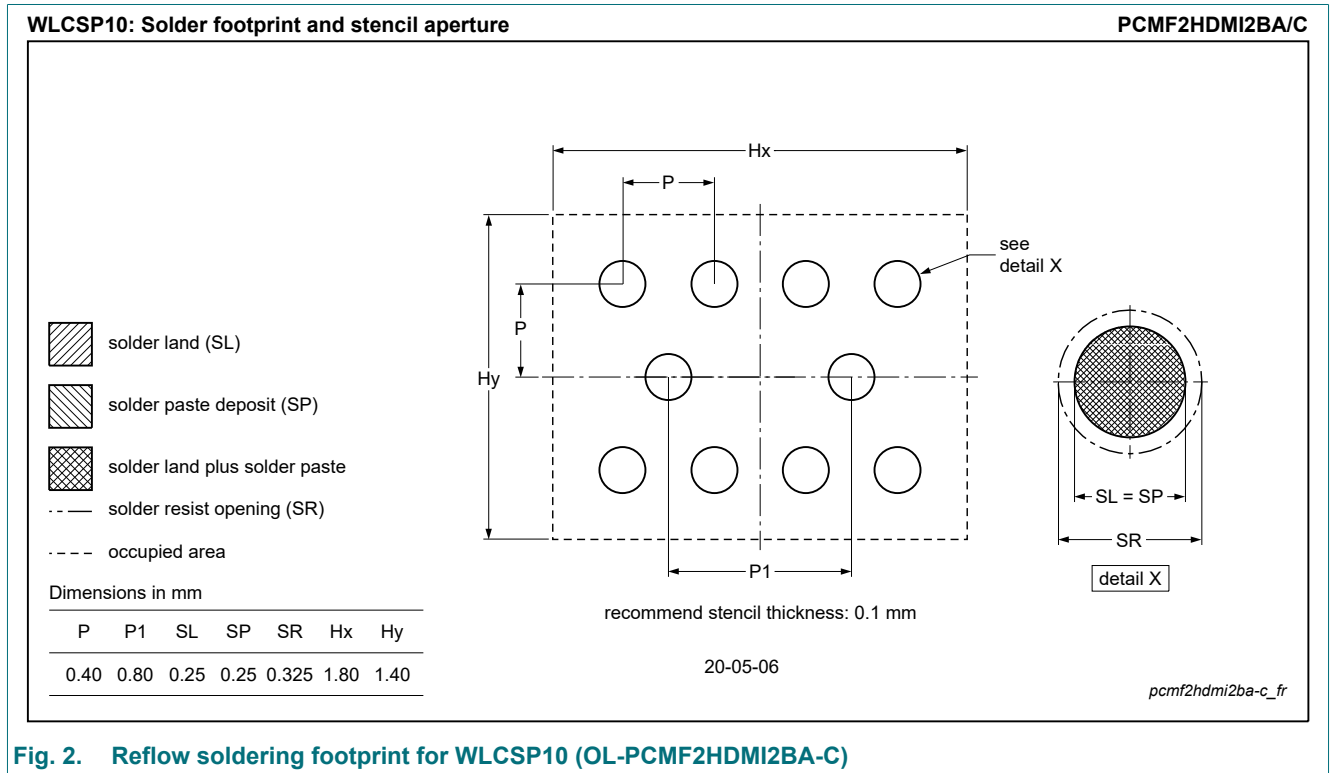 WLCSP10: Solder footprint and stencil aperture PCMF2HDMI2BA/C
Hx
P
see
detail X
P
Hy
solder land (SL)
solder paste deposit (SP)
solder land plus solder paste
solder resist opening (SR)
occupied area
SL = SP
SR
detail X
P1
recommend stencil thickness: 0.1 mm
Dimensions in mm
P P1 SL SP SR Hx Hy
0.40 0.80 0.25 0.25 0.325 1.80 1.40
20-05-06
pcmf2hdmi2ba-c_fr
Fig. 2. Reflow soldering footprint for WLCSP10 (OL-PCMF2HDMI2BA-C)